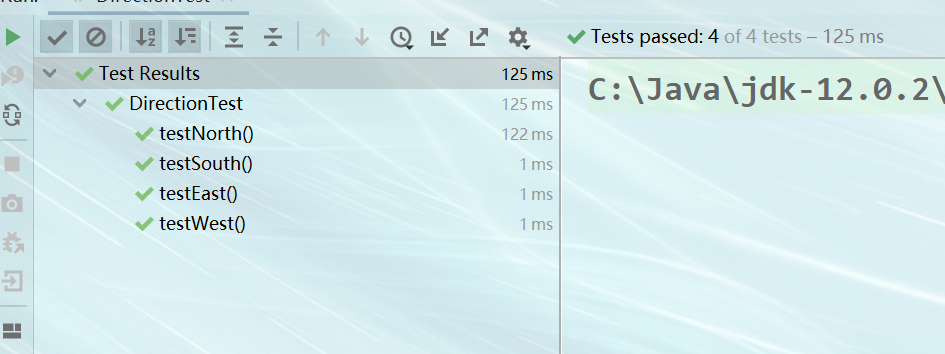 DirectionTest
Tests passed: 4 of 4 tests – 125 ms
Test Results 125 ms
DirectionTest 125 ms
testNorth() 122 ms
testSouth() 1 ms
testEast() 1 ms
testWest() 1 ms
C:\Java\jdk-12.0.2\